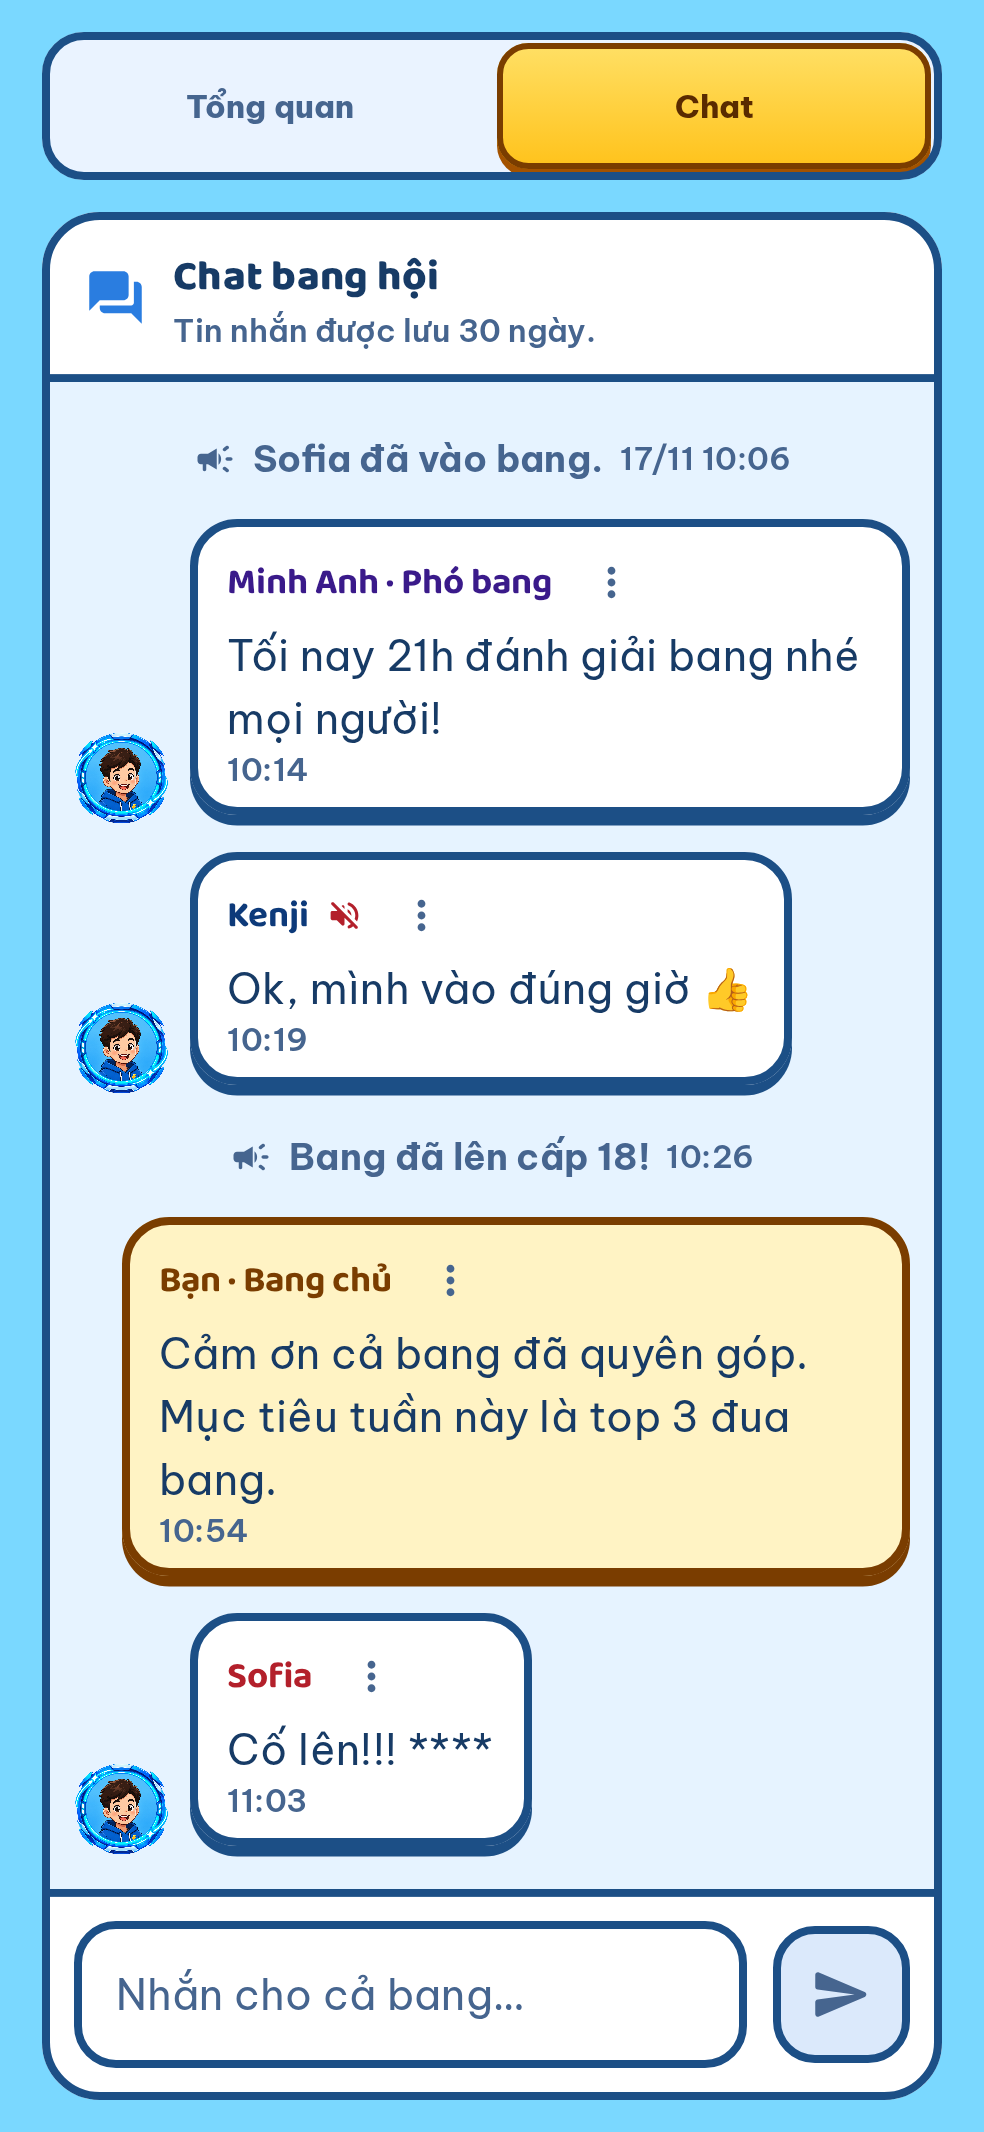 Tổng quan
Chat
Chat bang hội
Tin nhắn được lưu 30 ngày.
Sofia đã vào bang. 17/11 10:06
Minh Anh · Phó bang
Tối nay 21h đánh giải bang nhé
mọi người!
10:14
Kenji
Ok, mình vào đúng giờ 👍
10:19
Bang đã lên cấp 18! 10:26
Bạn · Bang chủ
Cảm ơn cả bang đã quyên góp.
Mục tiêu tuần này là top 3 đua
bang.
10:54
Sofia
Cố lên!!! ****
11:03
Nhắn cho cả bang...